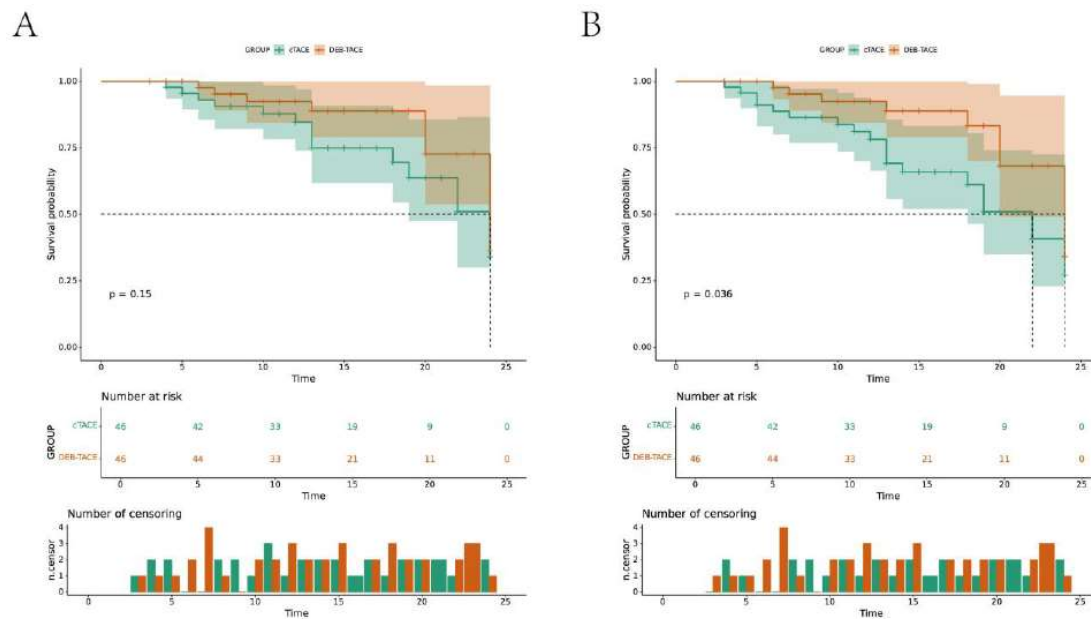 A
GROUP cTACE DEB-TACE
1.00
0.75
0.50
0.25
0.00
Survival probability
p = 0.15
0 5 10 15 20 25
Time
Number at risk
GROUP
cTACE 46 42 33 19 9 0
DEB-TACE 46 44 33 21 11 0
0 5 10 15 20 25
Time
Number of censoring
n.censor
4
3
2
1
0
0 5 10 15 20 25
Time
B
GROUP cTACE DEB-TACE
1.00
0.75
0.50
0.25
0.00
Survival probability
p = 0.036
0 5 10 15 20 25
Time
Number at risk
GROUP
cTACE 46 42 33 19 9 0
DEB-TACE 46 44 33 21 11 0
0 5 10 15 20 25
Time
Number of censoring
n.censor
4
3
2
1
0
0 5 10 15 20 25
Time